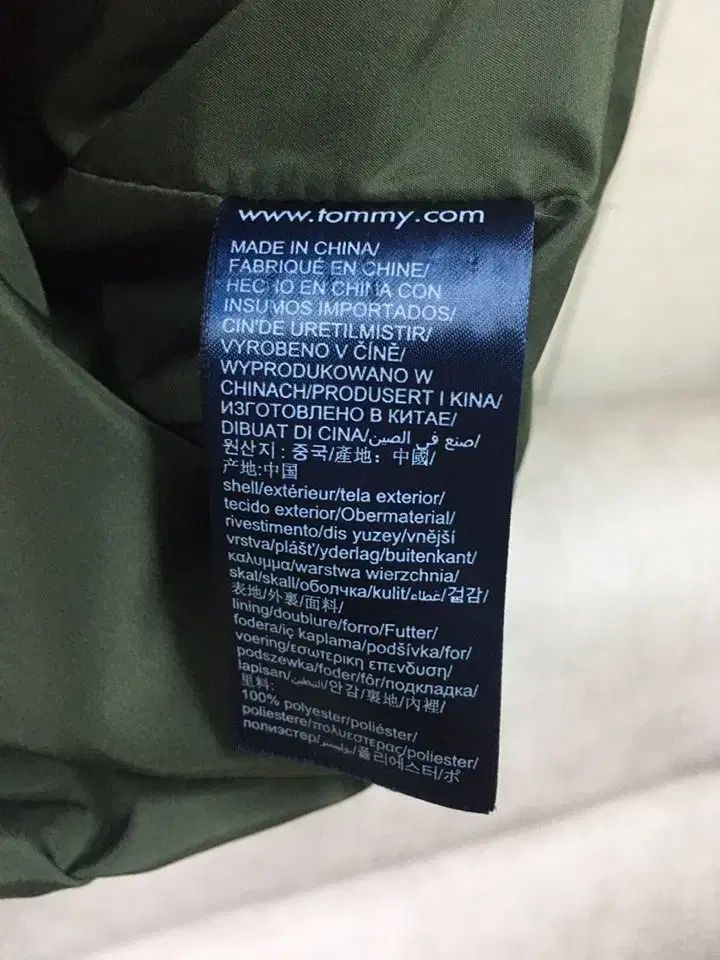 www.tommy.com
MADE IN CHINA/
FABRIQUÉ EN CHINE/
HECHO EN CHINA CON
INSUMOS IMPORTADOS/
CIN'DE URETILMISTIR/
VYROBENO V ČÍNĚ/
WYPRODUKOWANO W
CHINACH/PRODUSERT I KINA/
ИЗГОТОВЛЕНО В КИТАЕ/
DIBUAT DI CINA/صنع في الصين/
원산지: 중국/產地: 中國/
产地:中国
shell/extérieur/tela exterior/
tecido exterior/Obermaterial/
rivestimento/dis yuzey/vnější
vrstva/plášť/yderlag/buitenkant/
καλυμμα/warstwa wierzchnia/
skal/skall/оболчка/kulit/غطاء/겉감/
表地/外裏/面料/
lining/doublure/forro/Futter/
fodera/iç kaplama/podšívka/for/
voering/εσωτερικη επενδυση/
podszewka/foder/fôr/подкладка/
lapisan/التبطين/안감/裏地/內裡/
里料:
100% polyester/poliéster/
poliestere/πολυεστερας/poliester/
полиэстер/بوليستر/폴리에스터/ポ